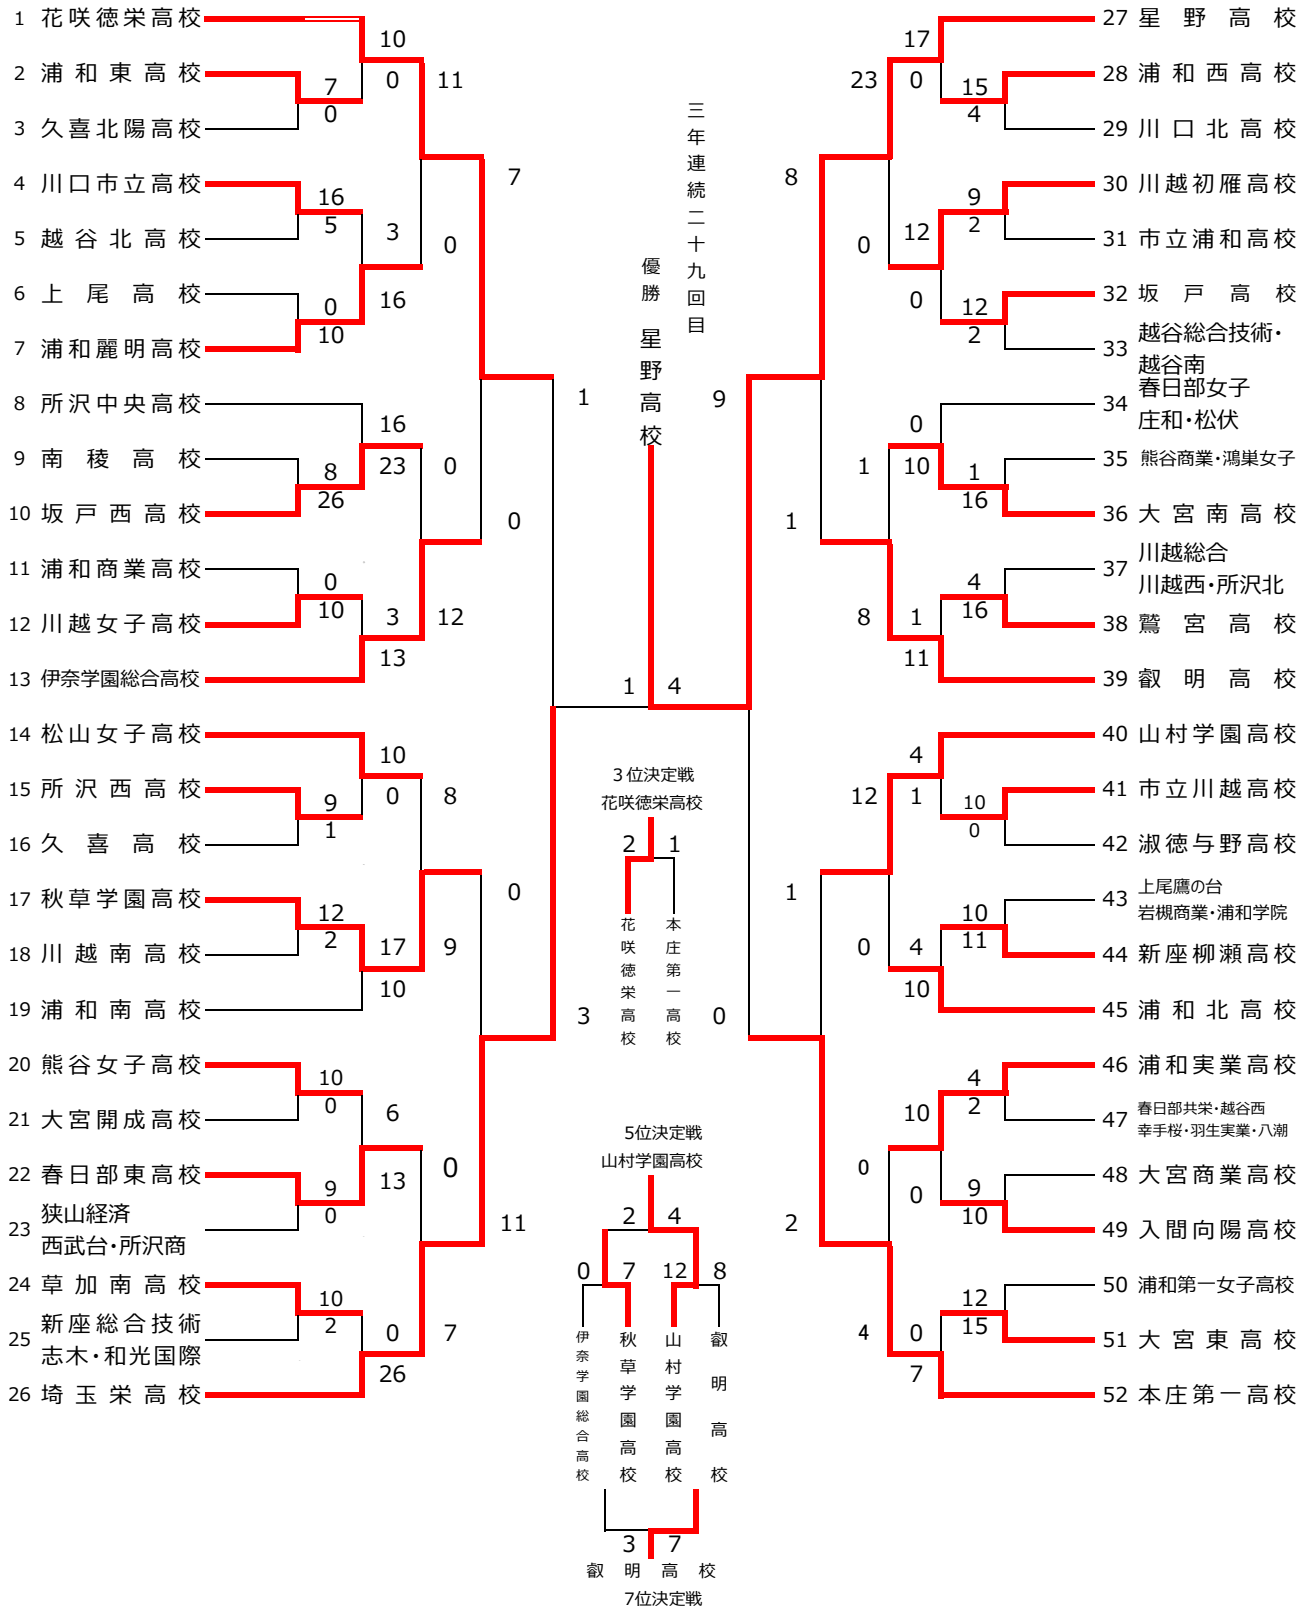 1 花咲徳栄高校
2 浦和東高校
3 久喜北陽高校
4 川口市立高校
5 越谷北高校
6 上尾高校
7 浦和麗明高校
8 所沢中央高校
9 南稜高校
10 坂戸西高校
11 浦和商業高校
12 川越女子高校
13 伊奈学園総合高校
14 松山女子高校
15 所沢西高校
16 久喜高校
17 秋草学園高校
18 川越南高校
19 浦和南高校
20 熊谷女子高校
21 大宮開成高校
22 春日部東高校
23 狭山経済
西武台・所沢商
24 草加南高校
25 新座総合技術
志木・和光国際
26 埼玉栄高校
7
0
16
5
0
10
8
26
0
10
9
1
12
2
10
0
9
0
10
2
10
0
3
16
16
23
3
13
10
0
17
10
6
13
0
26
11
0
0
12
8
9
0
7
7
0
0
11
1
3
三年連続二十九回目
優勝 星野高校
1 4
3位決定戦
花咲徳栄高校
2 1
花咲徳栄高校
本庄第一高校
5位決定戦
山村学園高校
2 4
0 7 12 8
伊奈学園総合高校
秋草学園高校
山村学園高校
叡明高校
3 7
叡明高校
7位決定戦
9
0
8
1
1
2
23
0
1
8
12
0
0
4
17
0
12
0
0
10
1
11
4
1
4
10
10
0
0
7
15
4
9
2
12
2
1
16
4
16
10
0
10
11
4
2
9
10
12
15
27 星野高校
28 浦和西高校
29 川口北高校
30 川越初雁高校
31 市立浦和高校
32 坂戸高校
33 越谷総合技術・
越谷南
34 春日部女子
庄和・松伏
35 熊谷商業・鴻巣女子
36 大宮南高校
37 川越総合
川越西・所沢北
38 鷲宮高校
39 叡明高校
40 山村学園高校
41 市立川越高校
42 淑徳与野高校
43 上尾鷹の台
岩槻商業・浦和学院
44 新座柳瀬高校
45 浦和北高校
46 浦和実業高校
47 春日部共栄・越谷西
幸手桜・羽生実業・八潮
48 大宮商業高校
49 入間向陽高校
50 浦和第一女子高校
51 大宮東高校
52 本庄第一高校